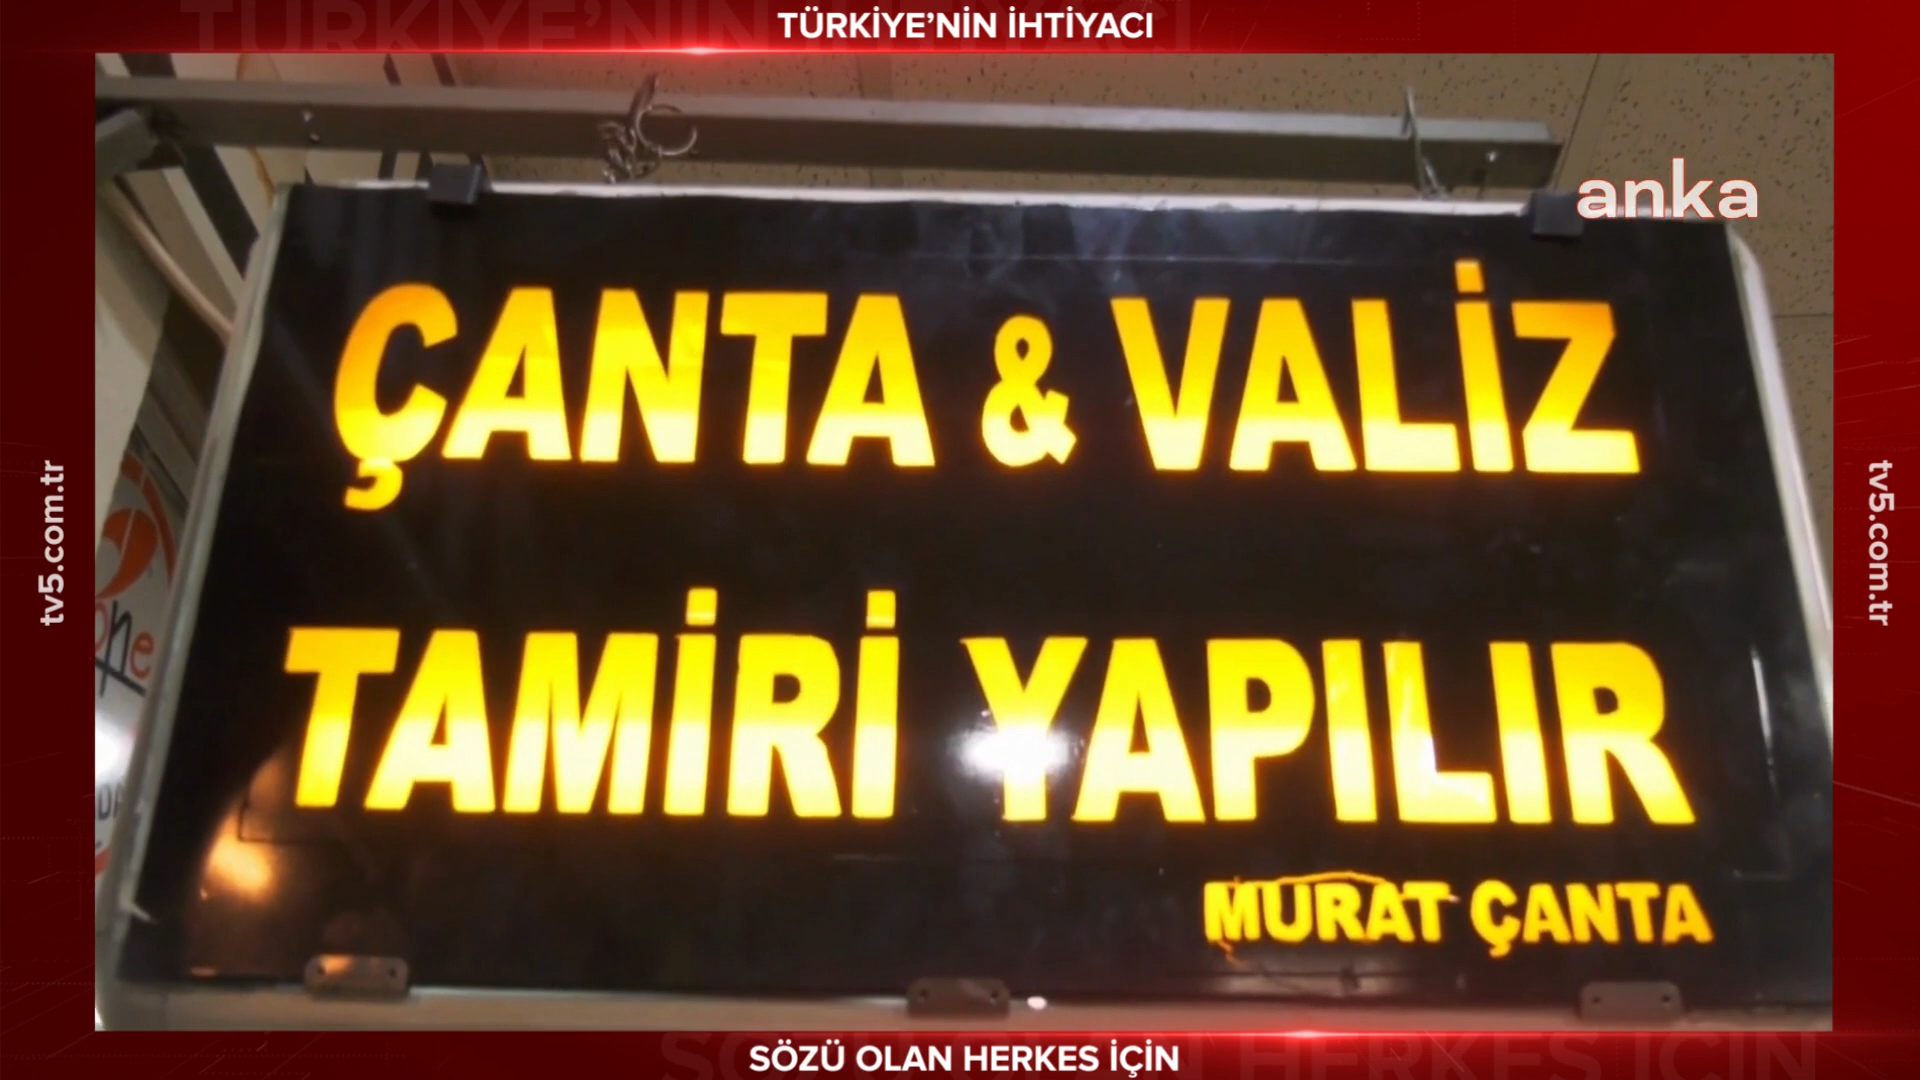 TÜRKİYE'NİN İHTİYACI
anka
ÇANTA & VALİZ
TAMİRİ YAPILIR
MURAT ÇANTA
tv5.com.tr
tv5.com.tr
SÖZÜ OLAN HERKES İÇİN